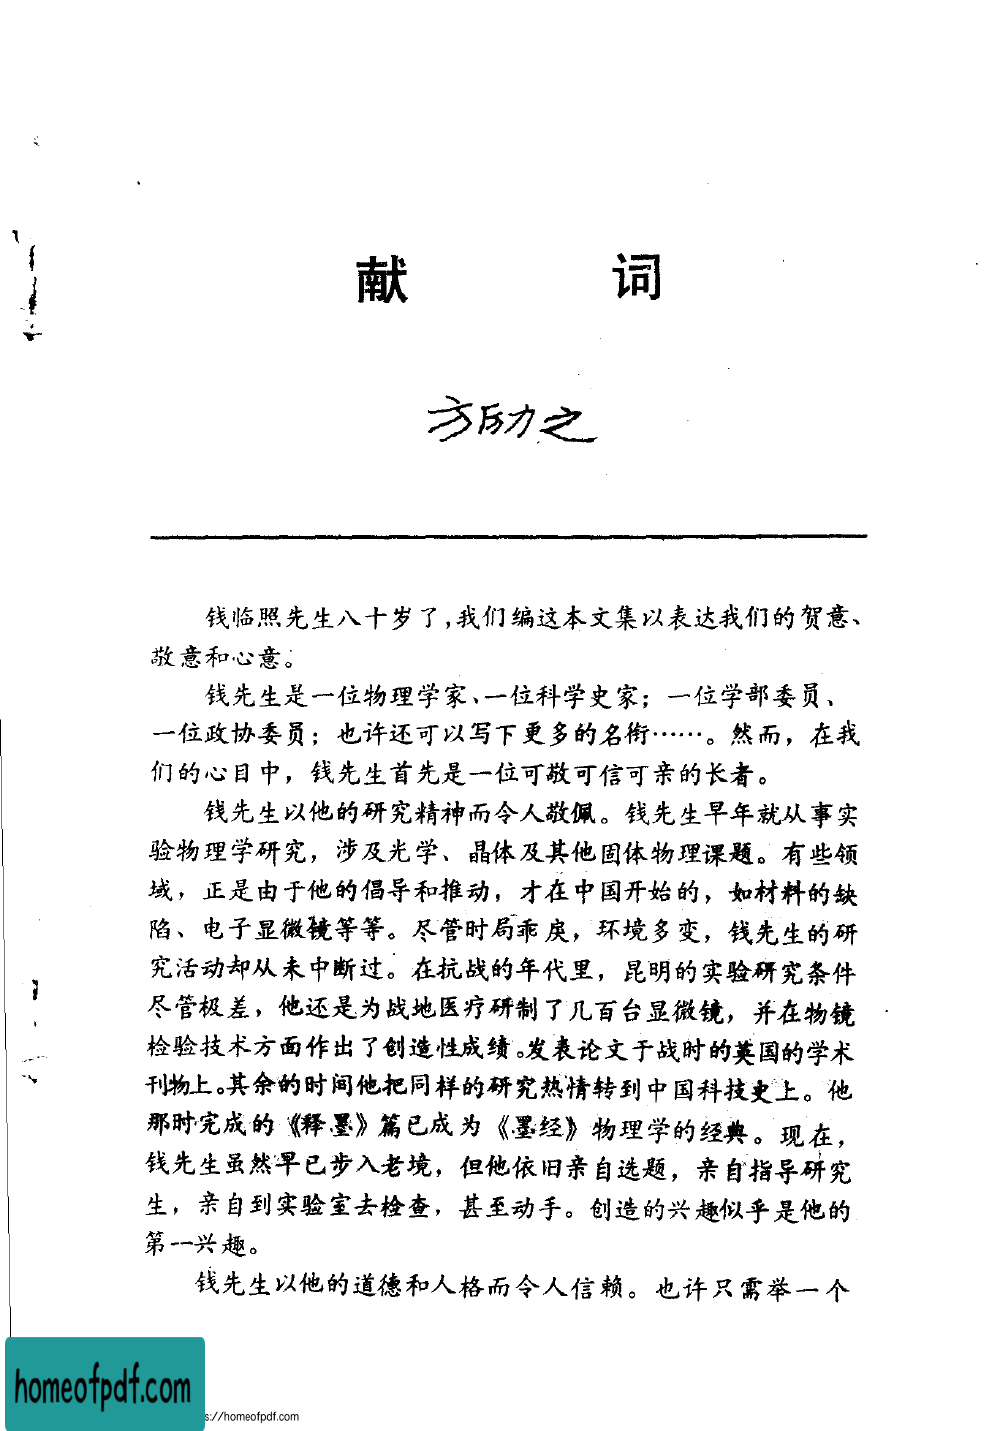 献 词
方励之
钱临照先生八十岁了,我们编这本文集以表达我们的贺意、
敬意和心意。
钱先生是一位物理学家、一位科学史家；一位学部委员、
一位政协委员；也许还可以写下更多的名衔……。然而，在我
们的心目中，钱先生首先是一位可敬可信可亲的长者。
钱先生以他的研究精神而令人敬佩。钱先生早年就从事实
验物理学研究，涉及光学、晶体及其他固体物理课题。有些领
域，正是由于他的倡导和推动，才在中国开始的，如材料的缺
陷、电子显微镜等等。尽管时局乖戾，环境多变，钱先生的研
究活动却从未中断过。在抗战的年代里，昆明的实验研究条件
尽管极差，他还是为战地医疗研制了几百台显微镜，并在物镜
检验技术方面作出了创造性成绩。发表论文于战时的英国的学术
刊物上。其余的时间他把同样的研究热情转到中国科技史上。他
那时完成的《释墨》篇已成为《墨经》物理学的经典。现在，
钱先生虽然早已步入老境，但他依旧亲自选题，亲自指导研究
生，亲自到实验室去检查，甚至动手。创造的兴趣似乎是他的
第一兴趣。
钱先生以他的道德和人格而令人信赖。也许只需举一个
homeofpdf.com
s://homeofpdf.com